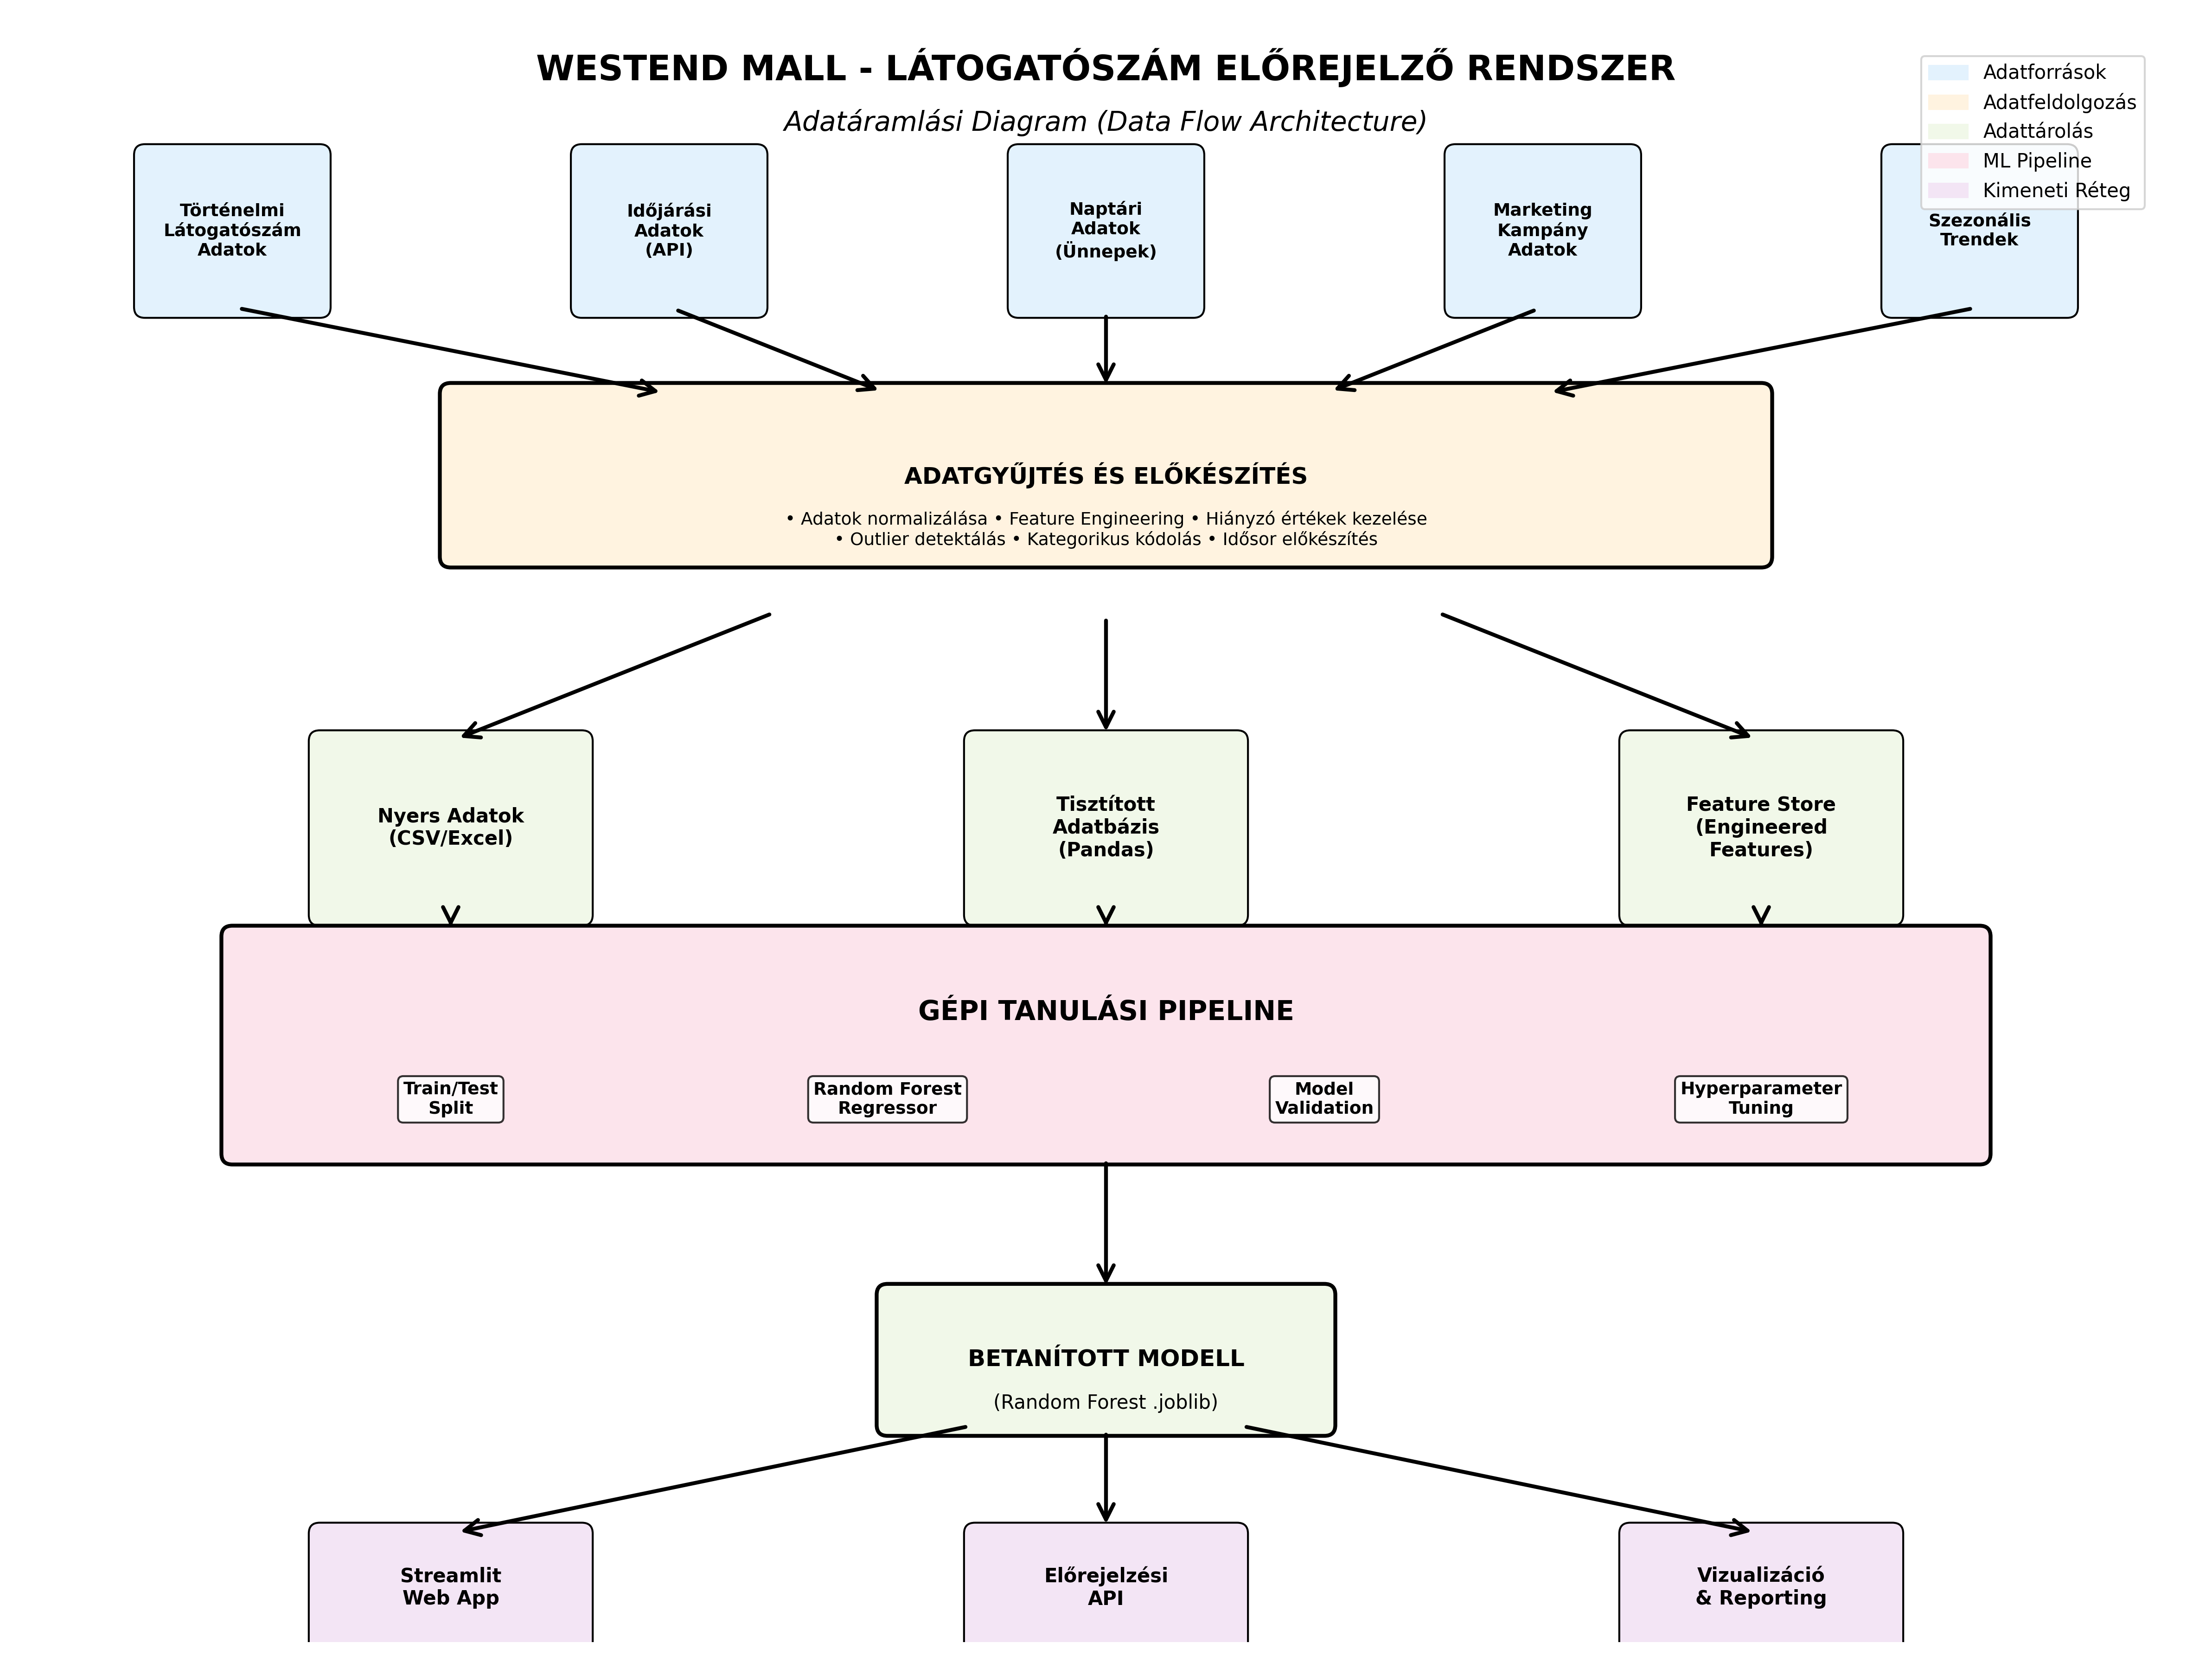 WESTEND MALL - LÁTOGATÓSZÁM ELŐREJELZŐ RENDSZER
Adatáramlási Diagram (Data Flow Architecture)
Adatforrások
Adatfeldolgozás
Adattárolás
ML Pipeline
Kimeneti Réteg
Történelmi
Látogatószám
Adatok
Időjárási
Adatok
(API)
Naptári
Adatok
(Ünnepek)
Marketing
Kampány
Adatok
Szezonális
Trendek
ADATGYŰJTÉS ÉS ELŐKÉSZÍTÉS
• Adatok normalizálása • Feature Engineering • Hiányzó értékek kezelése
• Outlier detektálás • Kategorikus kódolás • Idősor előkészítés
Nyers Adatok
(CSV/Excel)
Tisztított
Adatbázis
(Pandas)
Feature Store
(Engineered
Features)
GÉPI TANULÁSI PIPELINE
Train/Test
Split
Random Forest
Regressor
Model
Validation
Hyperparameter
Tuning
BETANÍTOTT MODELL
(Random Forest .joblib)
Streamlit
Web App
Előrejelzési
API
Vizualizáció
& Reporting